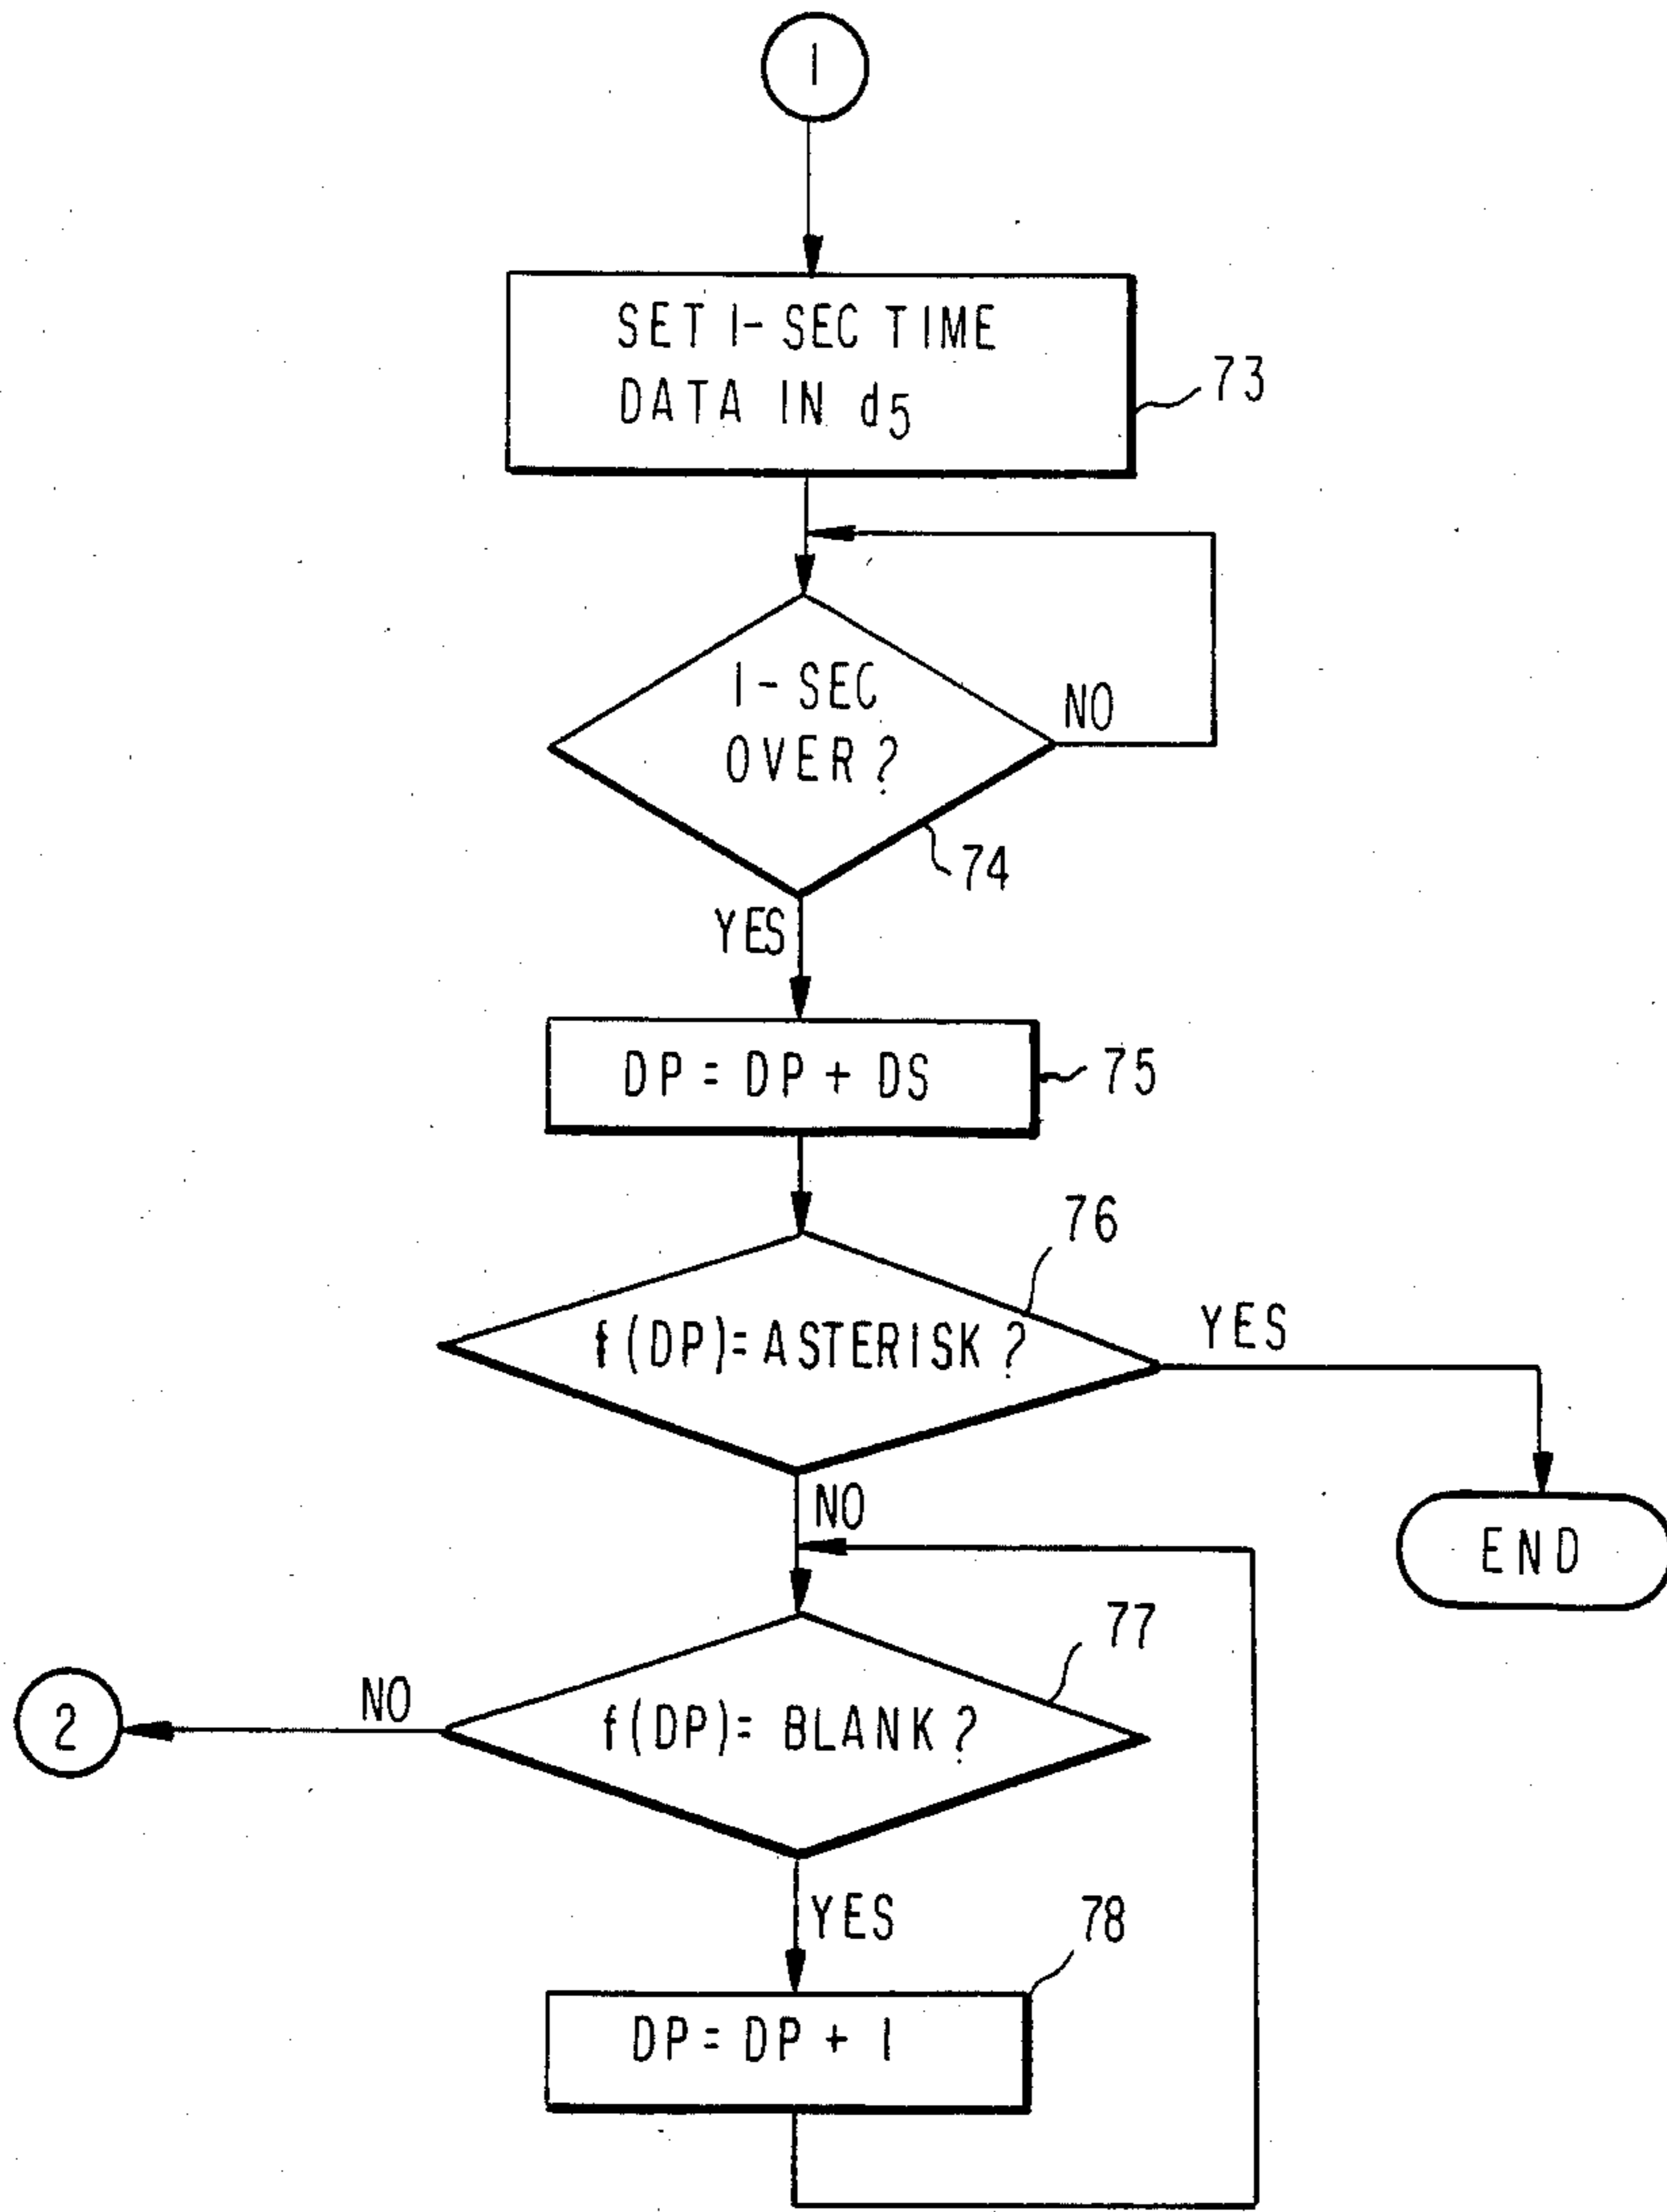 1
SET 1-SEC TIME
DATA IN d5
73
1-SEC
OVER?
NO
74
YES
DP = DP + DS
75
76
f(DP)=ASTERISK?
YES
NO
END
77
f(DP)= BLANK?
NO
2
YES
78
DP = DP + 1